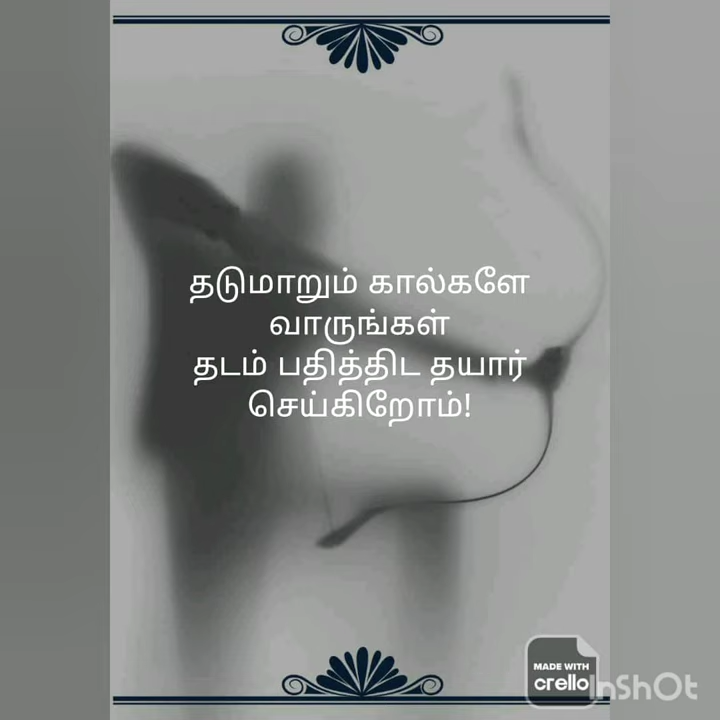 தடுமாறும் கால்களே
வாருங்கள்
தடம் பதித்திட தயார்
செய்கிறோம்!
MADE WITH
crello
InShOt